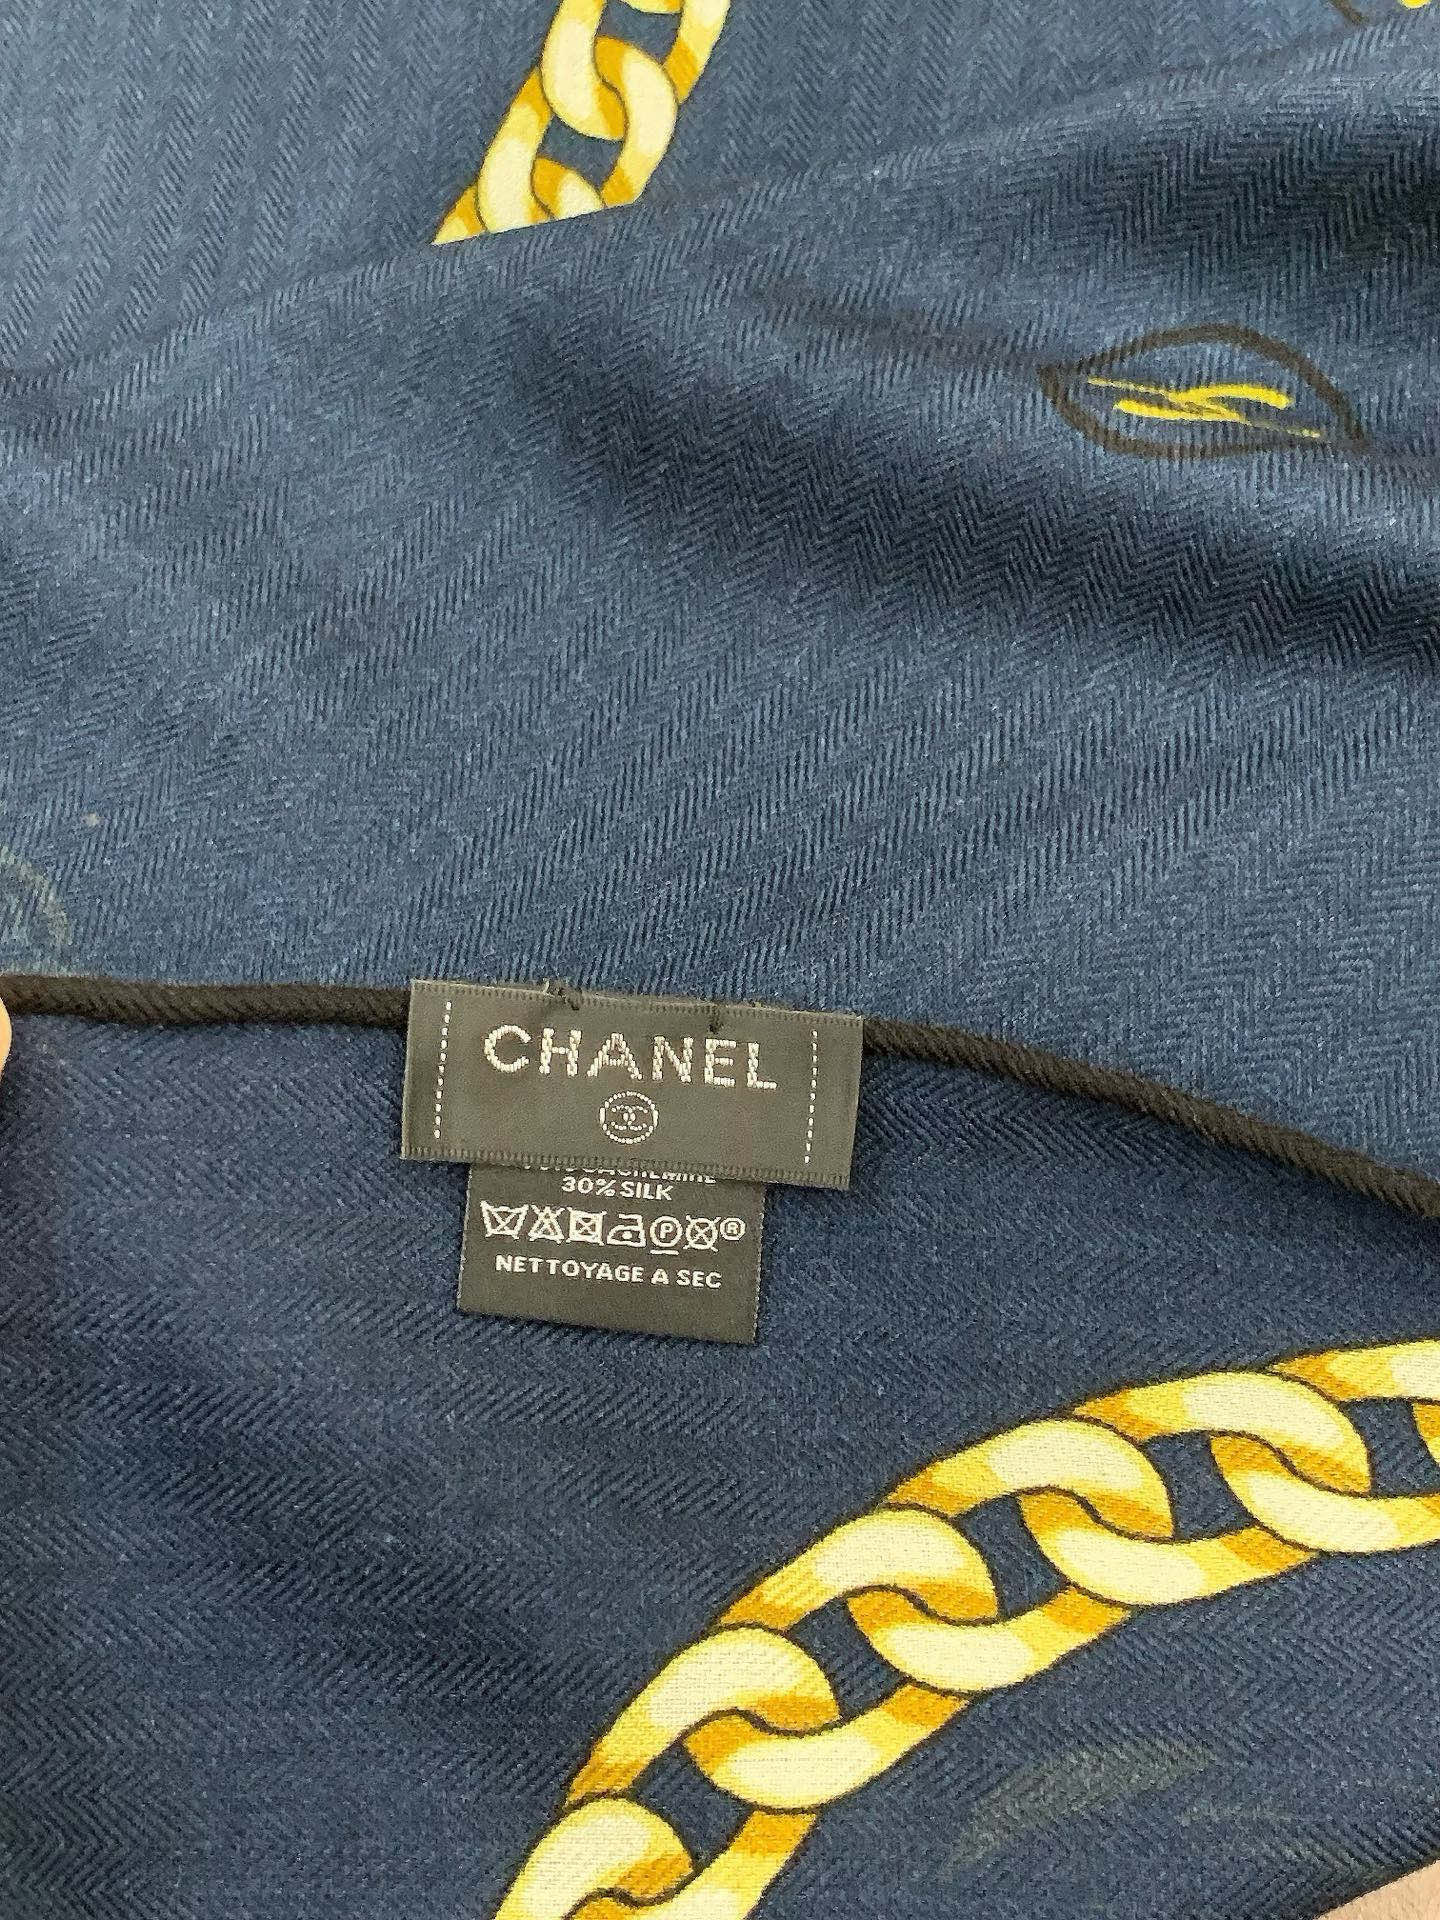 CHANEL
30% SILK
P ®
NETTOYAGE A SEC